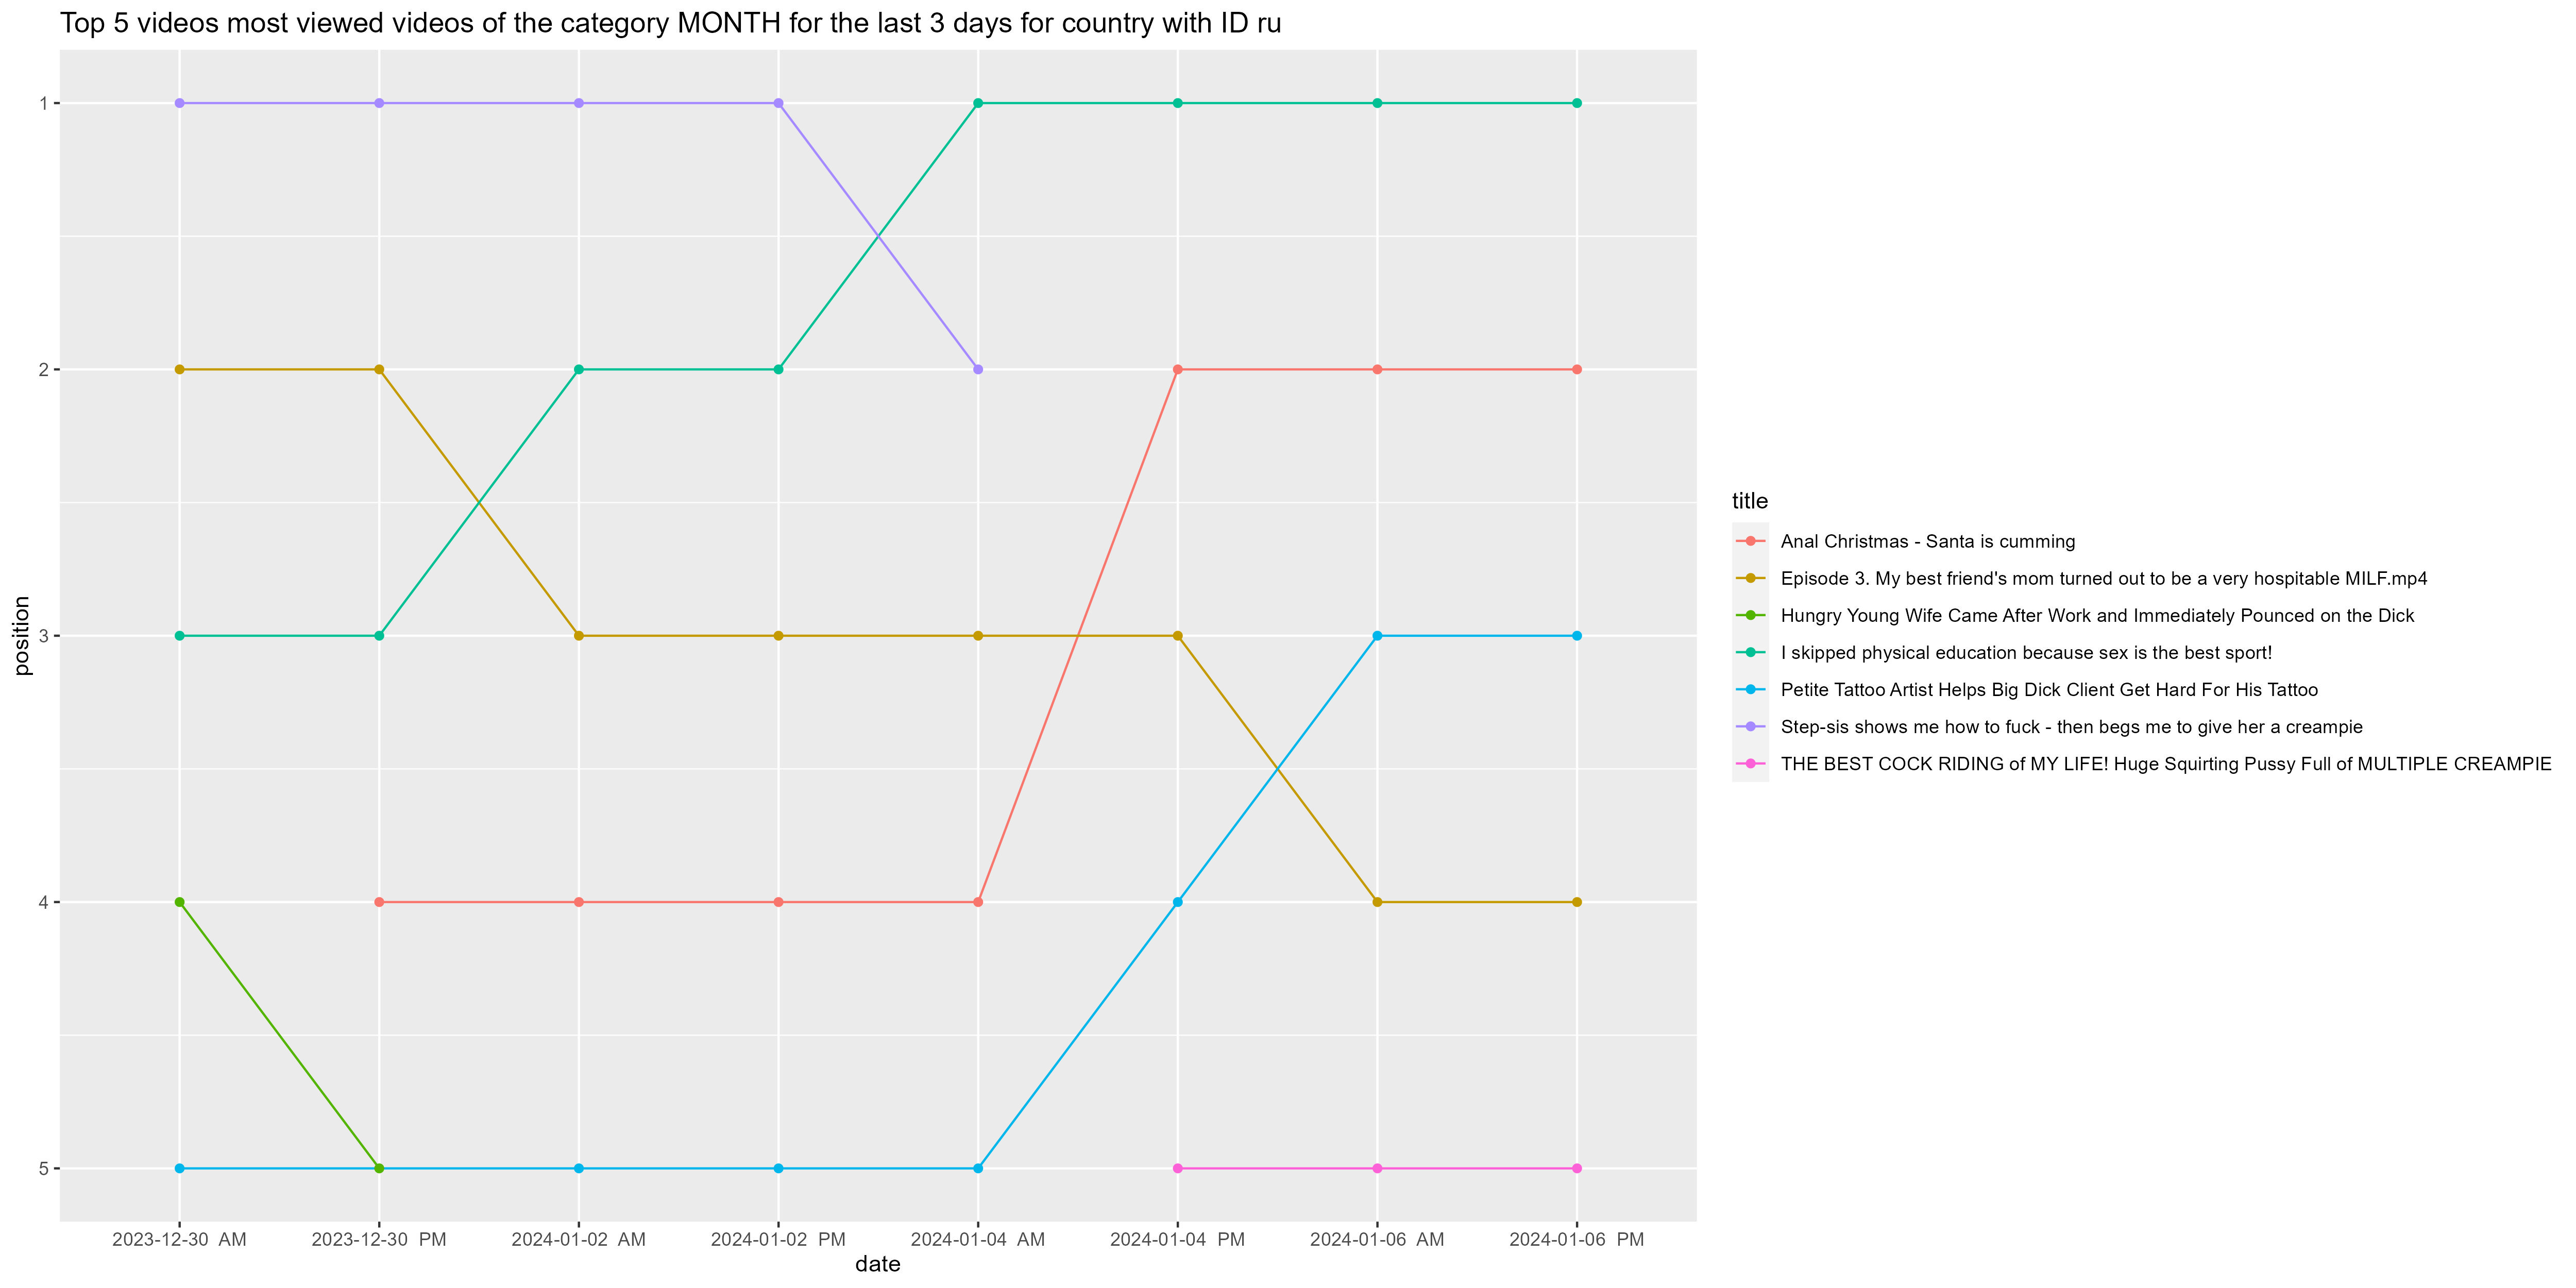 Top 5 videos most viewed videos of the category MONTH for the last 3 days for country with ID ru
position
1
2
3
4
5
2023-12-30 AM
2023-12-30 PM
2024-01-02 AM
2024-01-02 PM
2024-01-04 AM
2024-01-04 PM
2024-01-06 AM
2024-01-06 PM
date
title
Anal Christmas - Santa is cumming
Episode 3. My best friend's mom turned out to be a very hospitable MILF.mp4
Hungry Young Wife Came After Work and Immediately Pounced on the Dick
I skipped physical education because sex is the best sport!
Petite Tattoo Artist Helps Big Dick Client Get Hard For His Tattoo
Step-sis shows me how to fuck - then begs me to give her a creampie
THE BEST COCK RIDING of MY LIFE! Huge Squirting Pussy Full of MULTIPLE CREAMPIE